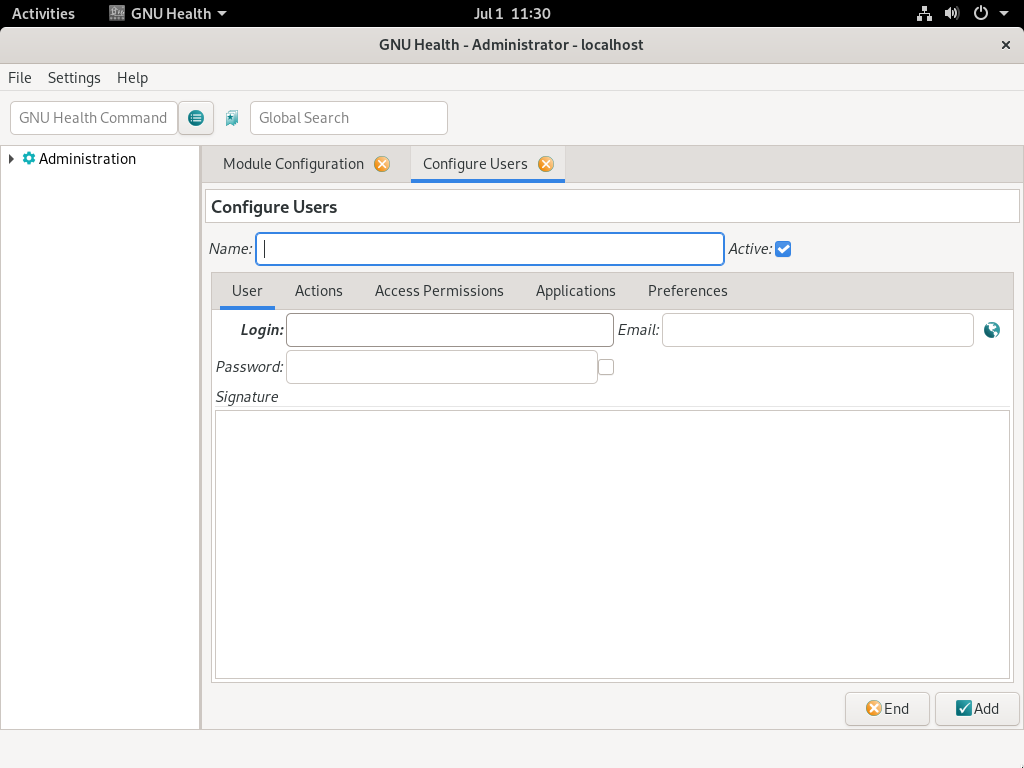 Activities GNU Health Jul 1 11:30
GNU Health - Administrator - localhost
File Settings Help
GNU Health Command Global Search
Administration
Module Configuration Configure Users
Configure Users
Name: Active:
User Actions Access Permissions Applications Preferences
Login: Email:
Password:
Signature
End Add